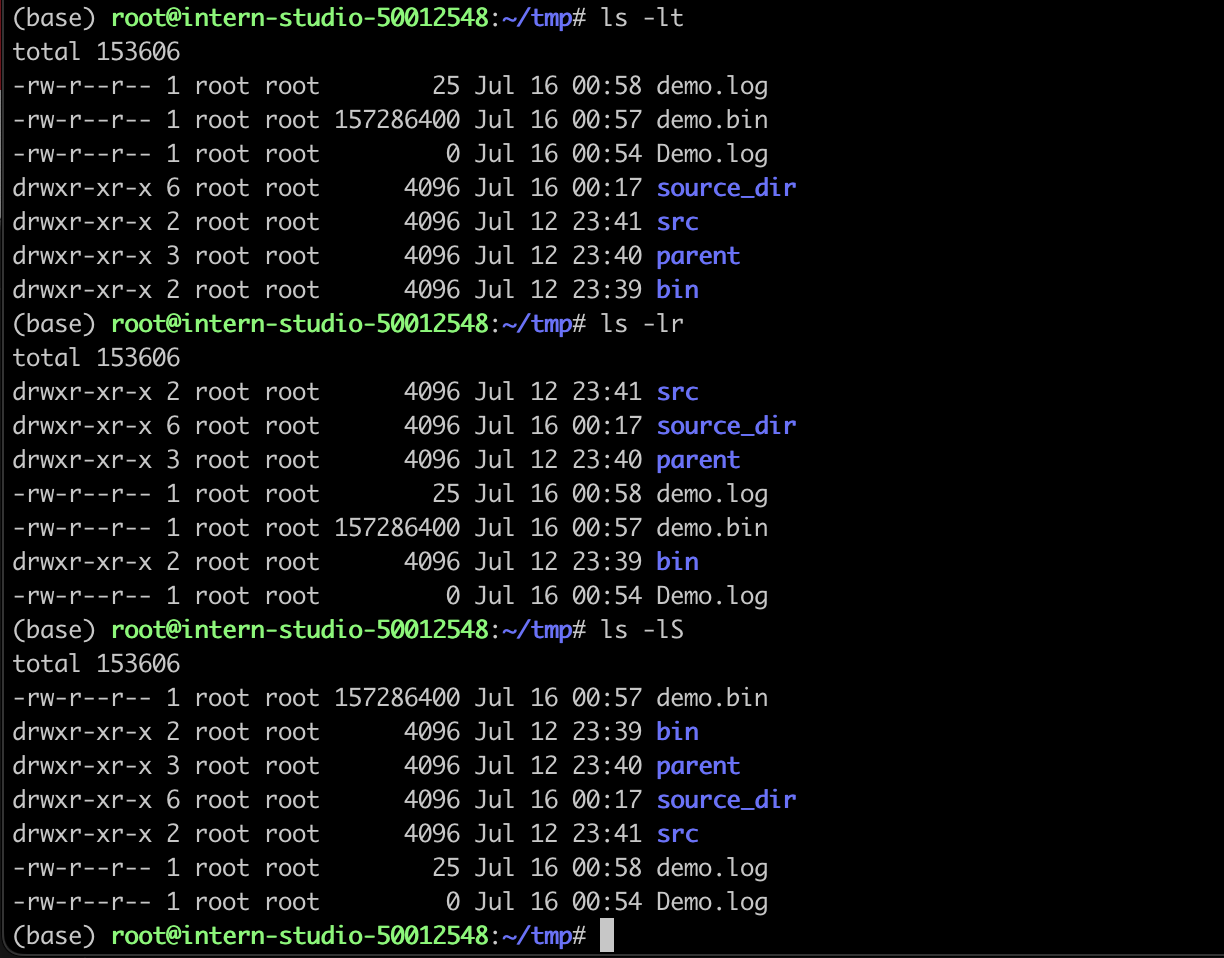 (base) root@intern-studio-50012548:~/tmp# ls -lt
total 153606
-rw-r--r-- 1 root root        25 Jul 16 00:58 demo.log
-rw-r--r-- 1 root root 157286400 Jul 16 00:57 demo.bin
-rw-r--r-- 1 root root         0 Jul 16 00:54 Demo.log
drwxr-xr-x 6 root root      4096 Jul 16 00:17 source_dir
drwxr-xr-x 2 root root      4096 Jul 12 23:41 src
drwxr-xr-x 3 root root      4096 Jul 12 23:40 parent
drwxr-xr-x 2 root root      4096 Jul 12 23:39 bin
(base) root@intern-studio-50012548:~/tmp# ls -lr
total 153606
drwxr-xr-x 2 root root      4096 Jul 12 23:41 src
drwxr-xr-x 6 root root      4096 Jul 16 00:17 source_dir
drwxr-xr-x 3 root root      4096 Jul 12 23:40 parent
-rw-r--r-- 1 root root        25 Jul 16 00:58 demo.log
-rw-r--r-- 1 root root 157286400 Jul 16 00:57 demo.bin
drwxr-xr-x 2 root root      4096 Jul 12 23:39 bin
-rw-r--r-- 1 root root         0 Jul 16 00:54 Demo.log
(base) root@intern-studio-50012548:~/tmp# ls -lS
total 153606
-rw-r--r-- 1 root root 157286400 Jul 16 00:57 demo.bin
drwxr-xr-x 2 root root      4096 Jul 12 23:39 bin
drwxr-xr-x 3 root root      4096 Jul 12 23:40 parent
drwxr-xr-x 6 root root      4096 Jul 16 00:17 source_dir
drwxr-xr-x 2 root root      4096 Jul 12 23:41 src
-rw-r--r-- 1 root root        25 Jul 16 00:58 demo.log
-rw-r--r-- 1 root root         0 Jul 16 00:54 Demo.log
(base) root@intern-studio-50012548:~/tmp#